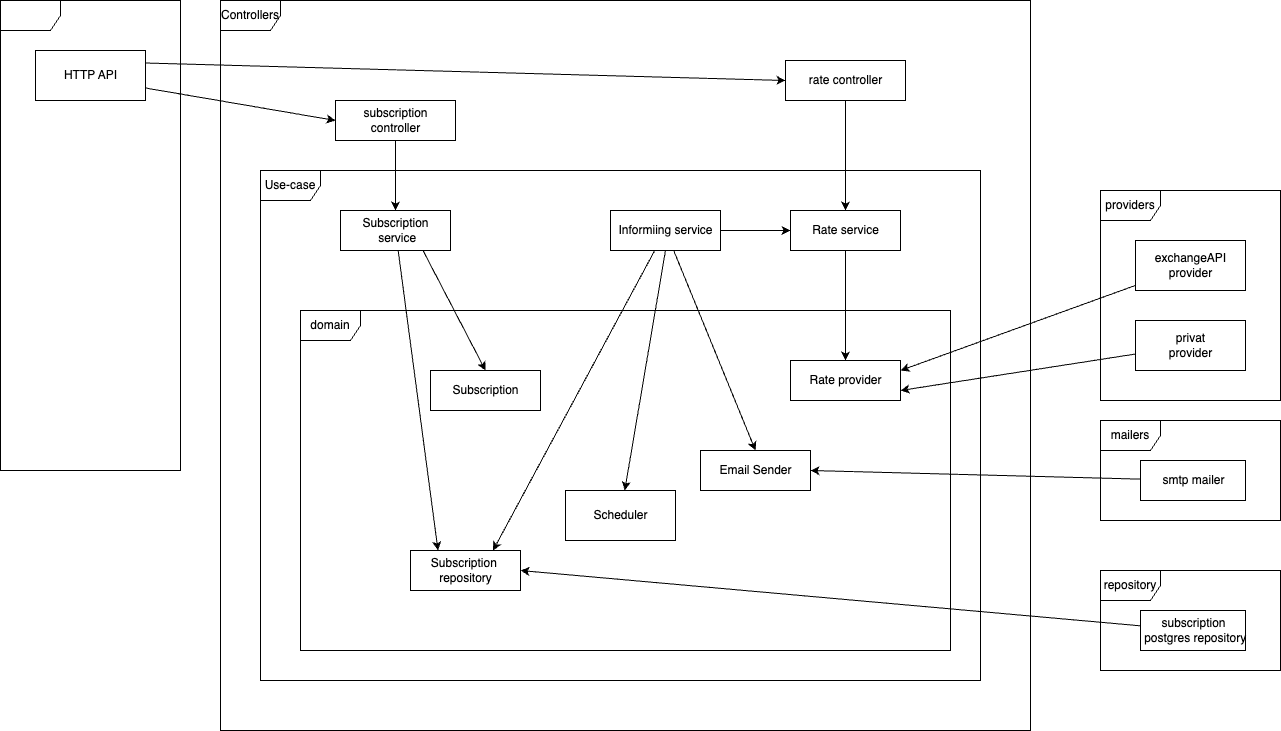 Controllers
HTTP API
rate controller
subscription
controller
Use-case
providers
Subscription
service
Informiing service
Rate service
exchangeAPI
provider
domain
privat
provider
Subscription
Rate provider
mailers
Email Sender
smtp mailer
Scheduler
Subscription
repository
repository
subscription
postgres repository